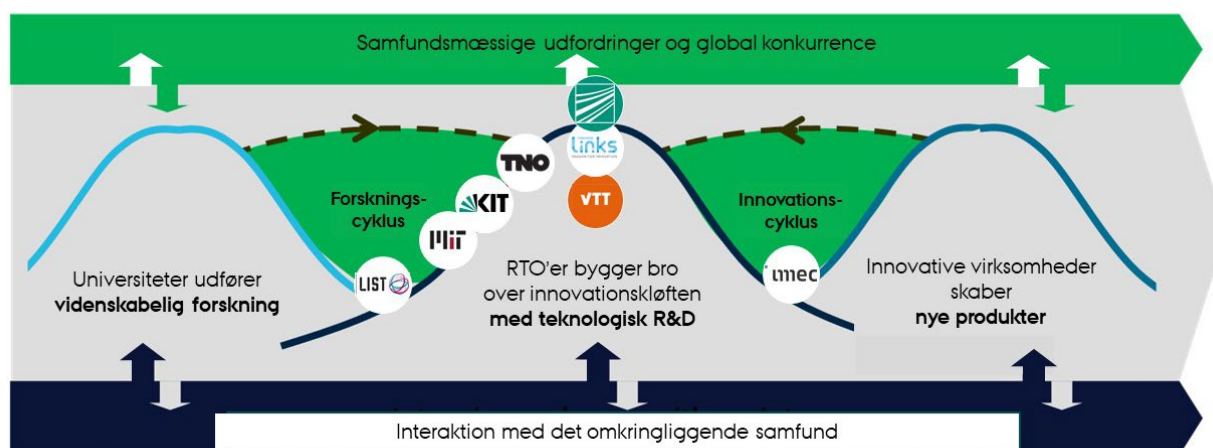 Samfundsmæssige udfordringer og global konkurrence
Forsknings-
cyklus
TNO
KIT
MIT
LIST
links
VTT
Innovations-
cyklus
imec
Universiteter udfører
videnskabelig forskning
RTO'er bygger bro
over innovationskløften
med teknologisk R&D
Innovative virksomheder
skaber
nye produkter
Interaktion med det omkringliggende samfund